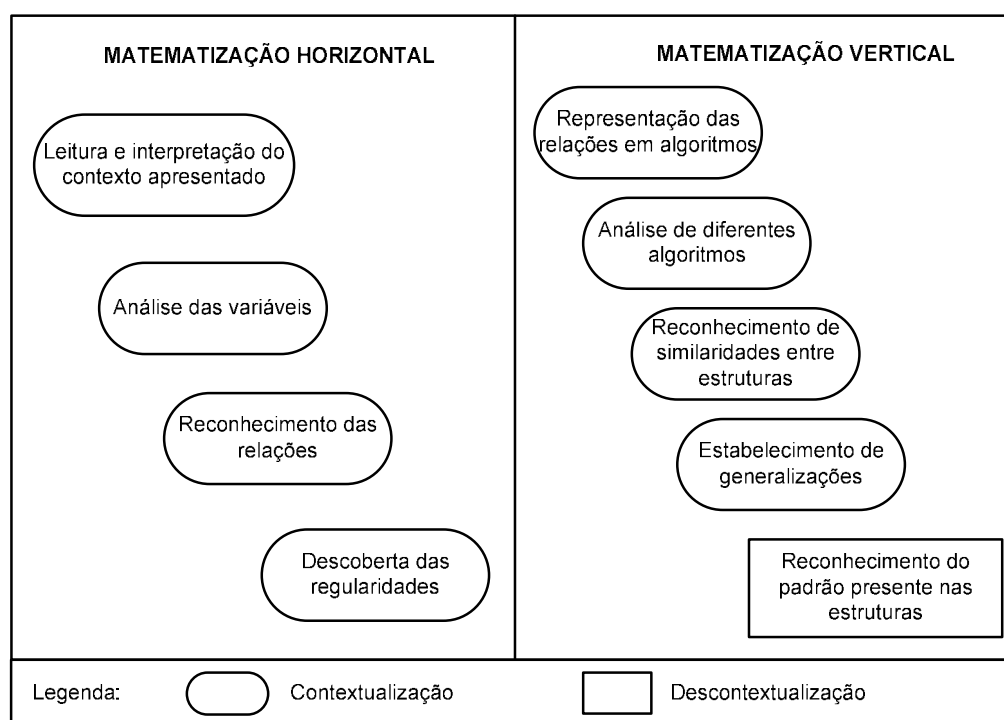 MATEMATIZAÇÃO HORIZONTAL
Leitura e interpretação do
contexto apresentado
Análise das variáveis
Reconhecimento das
relações
Descoberta das
regularidades
MATEMATIZAÇÃO VERTICAL
Representação das
relações em algoritmos
Análise de diferentes
algoritmos
Reconhecimento de
similaridades entre
estruturas
Estabelecimento de
generalizações
Reconhecimento do
padrão presente nas
estruturas
Legenda:
Contextualização
Descontextualização